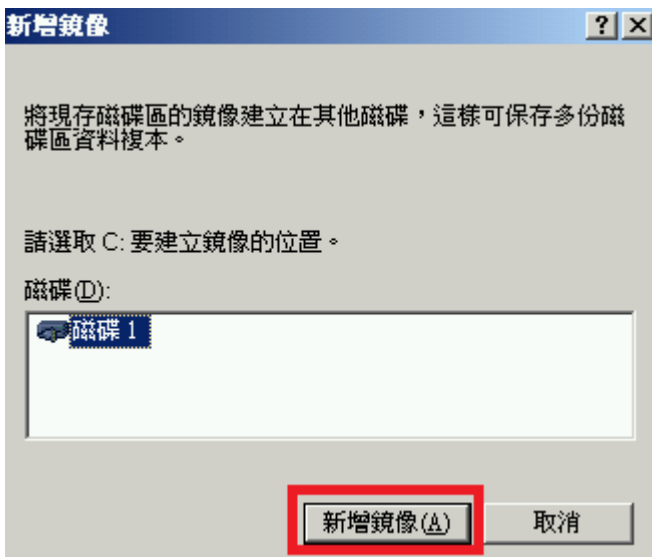 新增鏡像
將現存磁碟區的鏡像建立在其他磁碟，這樣可保存多份磁
碟區資料複本。
請選取 C: 要建立鏡像的位置。
磁碟(D):
磁碟 1
新增鏡像(A)
取消